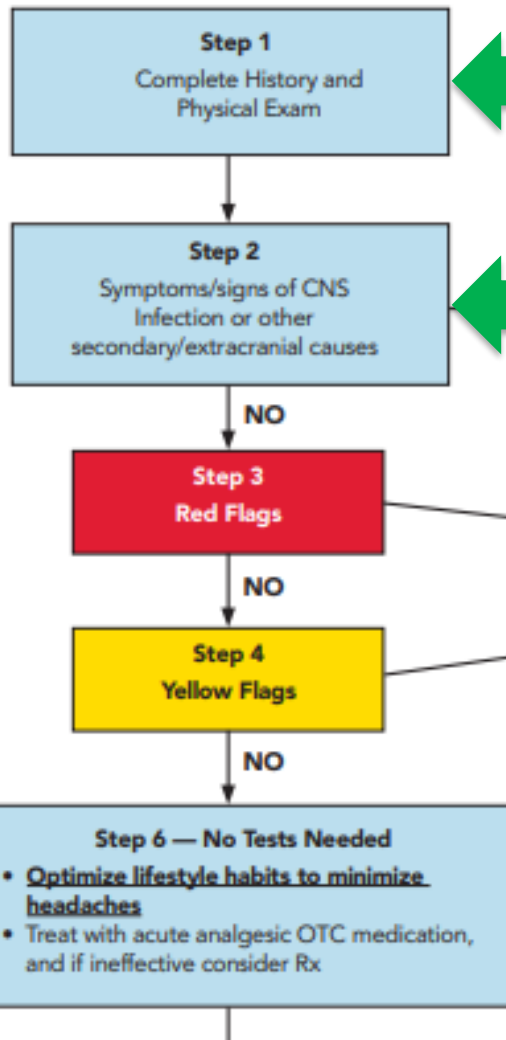 Step 1
Complete History and
Physical Exam
Step 2
Symptoms/signs of CNS
Infection or other
secondary/extracranial causes
NO
Step 3
Red Flags
NO
Step 4
Yellow Flags
NO
Step 6 — No Tests Needed
• Optimize lifestyle habits to minimize
headaches
• Treat with acute analgesic OTC medication,
and if ineffective consider Rx